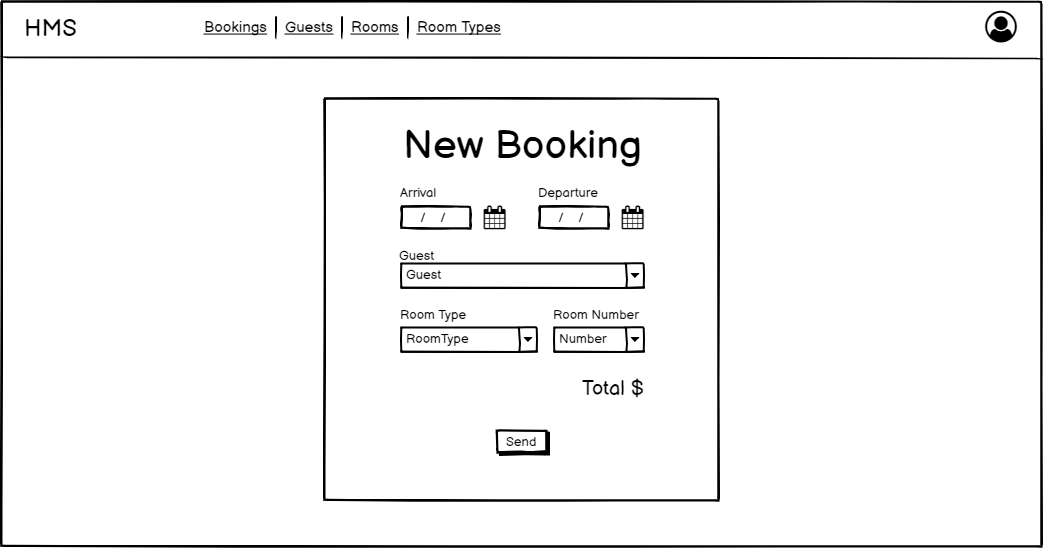 HMS Bookings Guests Rooms Room Types
New Booking
Arrival Departure
/ / / /
Guest
Guest
Room Type Room Number
RoomType Number
Total $
Send